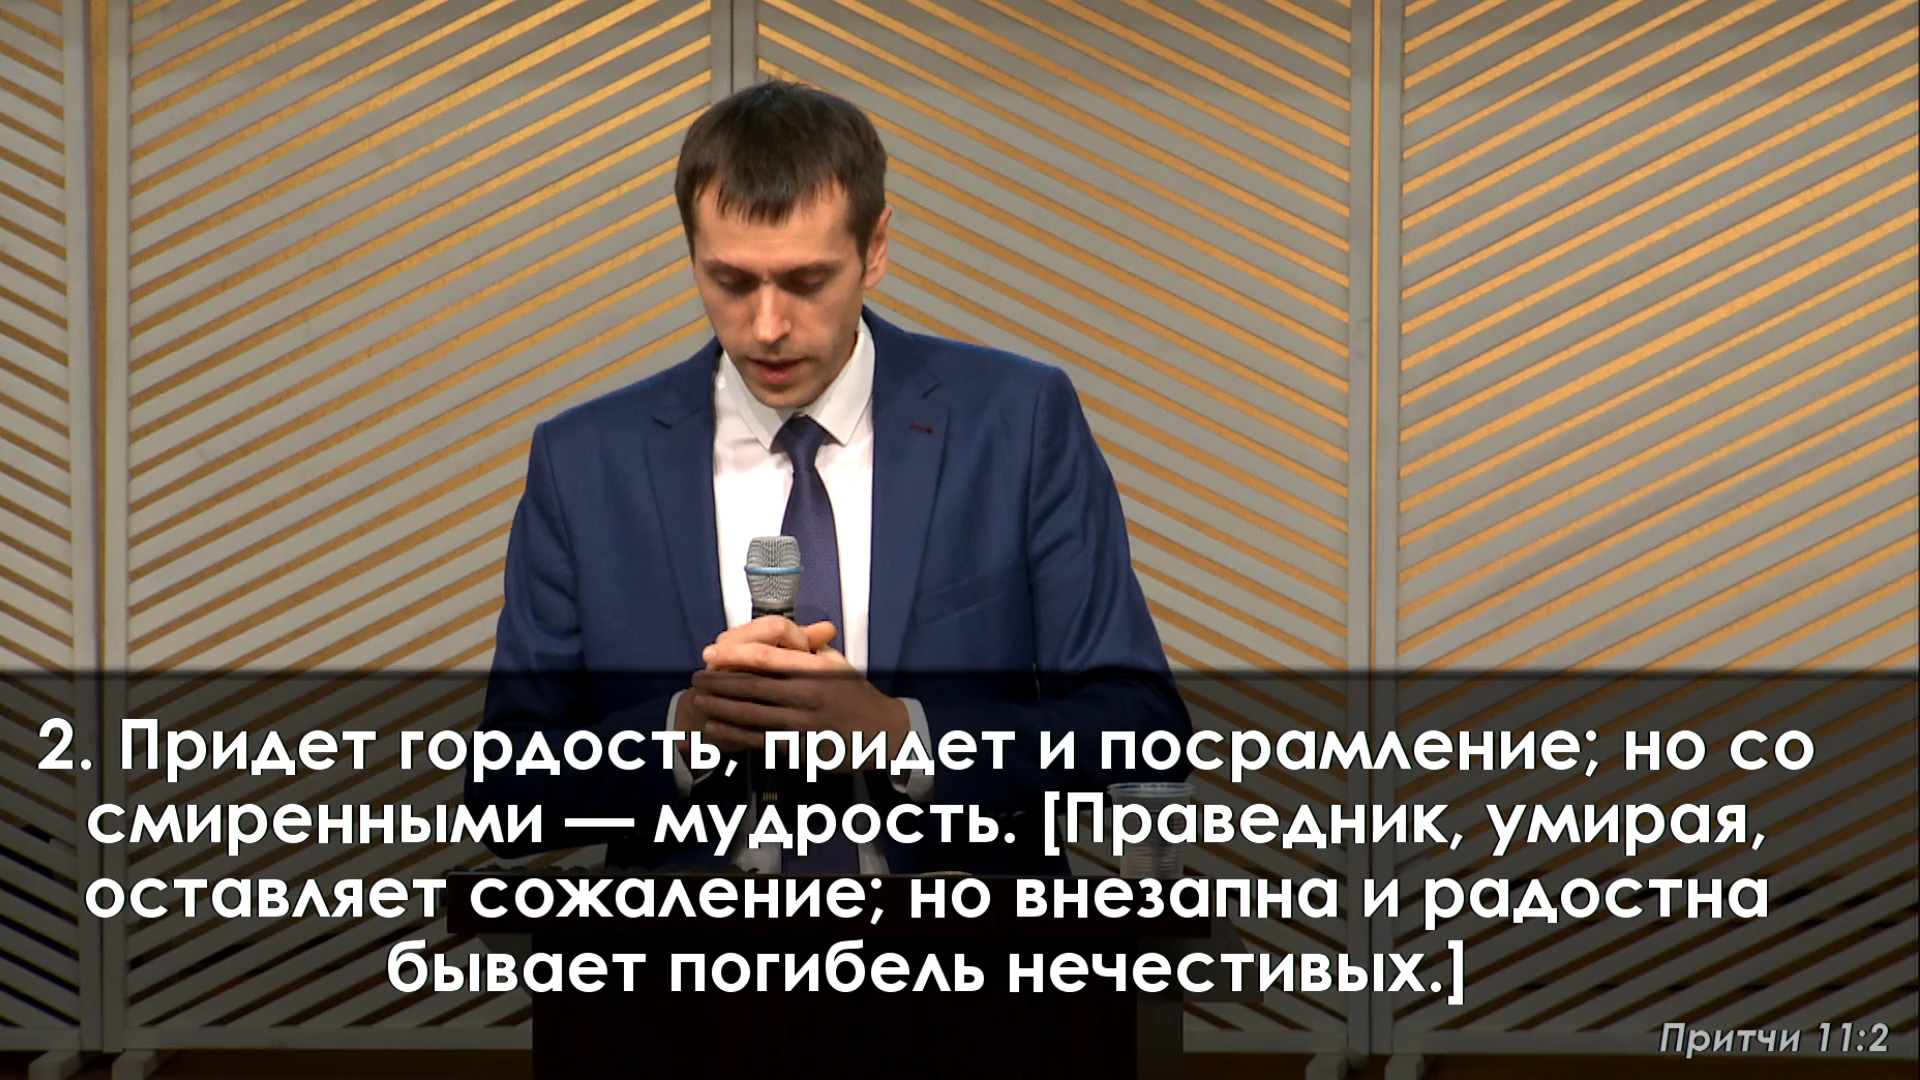 2. Придет гордость, придет и посрамление; но со
смиренными — мудрость. [Праведник, умирая,
оставляет сожаление; но внезапна и радостна
бывает погибель нечестивых.]
Притчи 11:2